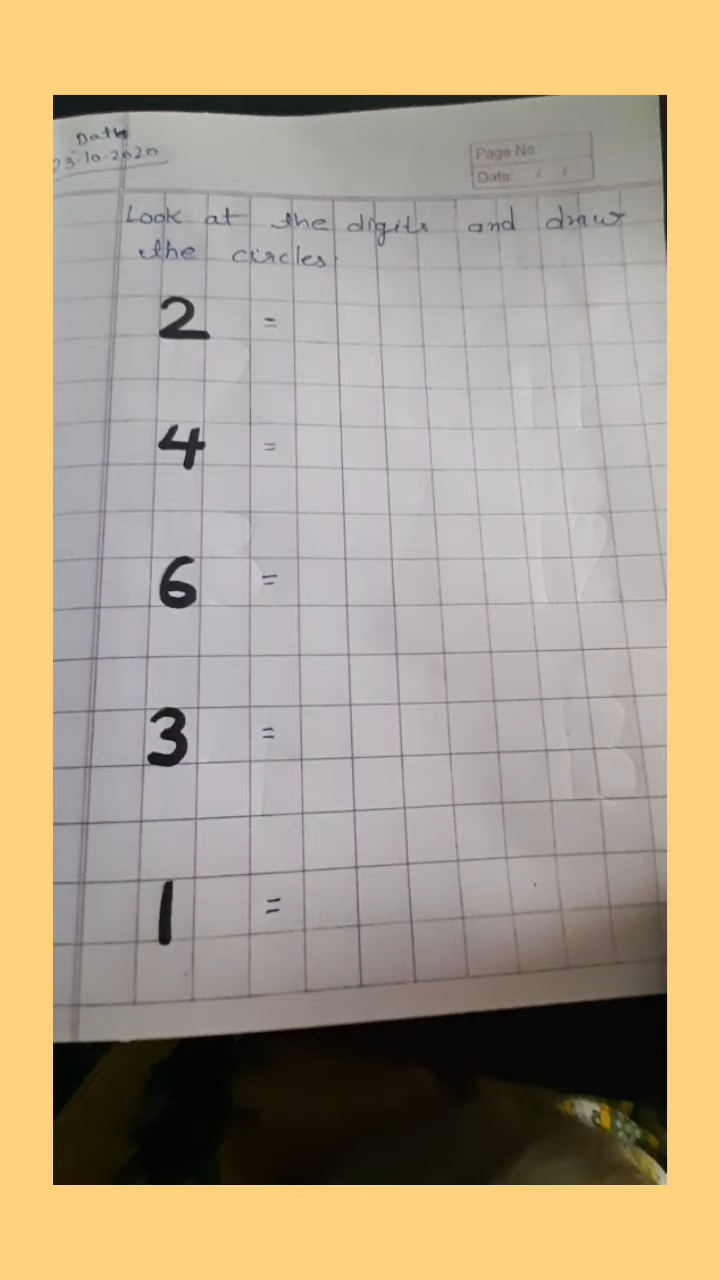 Date
23.10.2020
Page No.
Date / /
Look at the digits and draw
the circles.
2 =
4 =
6 =
3 =
1 =